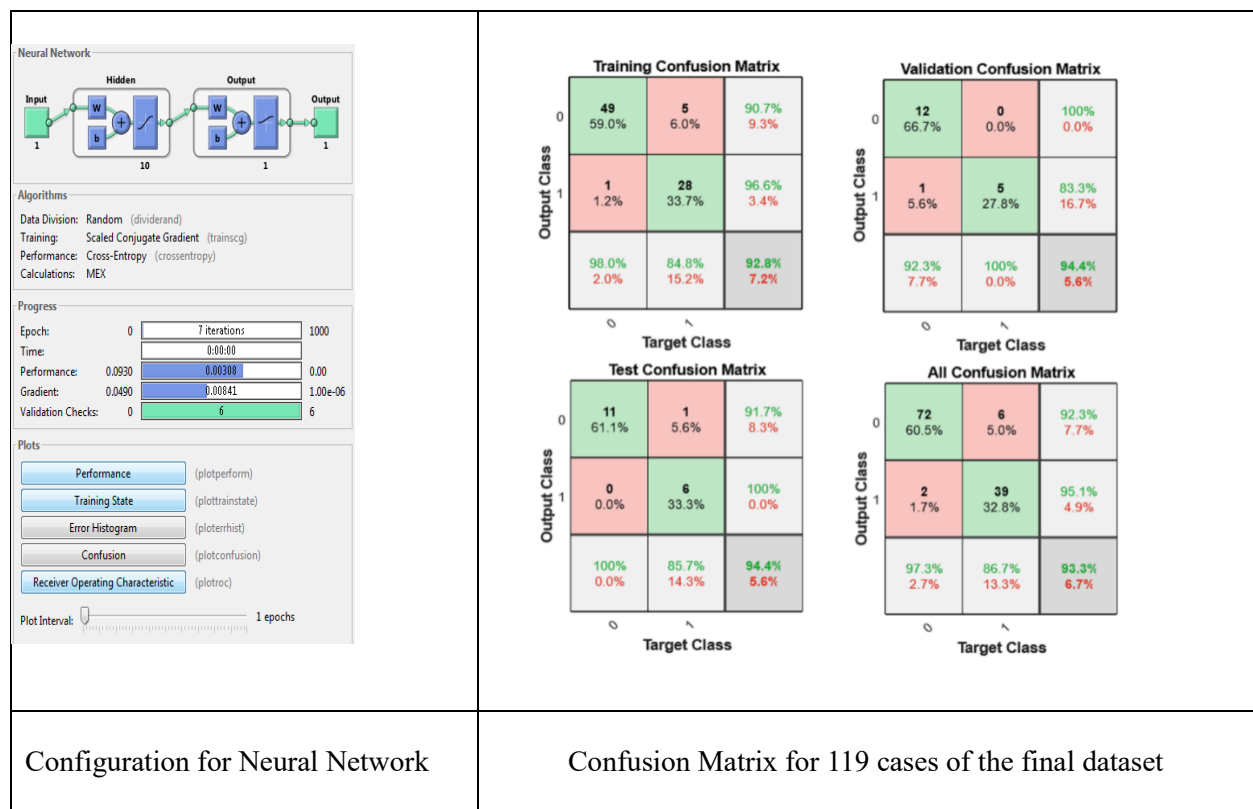 Neural Network
Hidden
Output
Input
W
b
+
W
b
+
Output
1
10
1
1
Algorithms
Data Division: Random (dividerand)
Training: Scaled Conjugate Gradient (trainscg)
Performance: Cross-Entropy (crossentropy)
Calculations: MEX
Progress
Epoch: 0 7 iterations 1000
Time: 0:00:00
Performance: 0.0930 0.00308 0.00
Gradient: 0.0490 0.00841 1.00e-06
Validation Checks: 0 6 6
Plots
Performance (plotperform)
Training State (plottrainstate)
Error Histogram (ploterrhist)
Confusion (plotconfusion)
Receiver Operating Characteristic (plotroc)
Plot Interval: 1 epochs
Training Confusion Matrix
Output Class
0
49 5 90.7%
59.0% 6.0% 9.3%
1
1 28 96.6%
1.2% 33.7% 3.4%
98.0% 84.8% 92.8%
2.0% 15.2% 7.2%
0 1
Target Class
Validation Confusion Matrix
Output Class
0
12 0 100%
66.7% 0.0% 0.0%
1
1 5 83.3%
5.6% 27.8% 16.7%
92.3% 100% 94.4%
7.7% 0.0% 5.6%
0 1
Target Class
Test Confusion Matrix
Output Class
0
11 1 91.7%
61.1% 5.6% 8.3%
1
0 6 100%
0.0% 33.3% 0.0%
100% 85.7% 94.4%
0.0% 14.3% 5.6%
0 1
Target Class
All Confusion Matrix
Output Class
0
72 6 92.3%
60.5% 5.0% 7.7%
1
2 39 95.1%
1.7% 32.8% 4.9%
97.3% 86.7% 93.3%
2.7% 13.3% 6.7%
0 1
Target Class
Configuration for Neural Network
Confusion Matrix for 119 cases of the final dataset